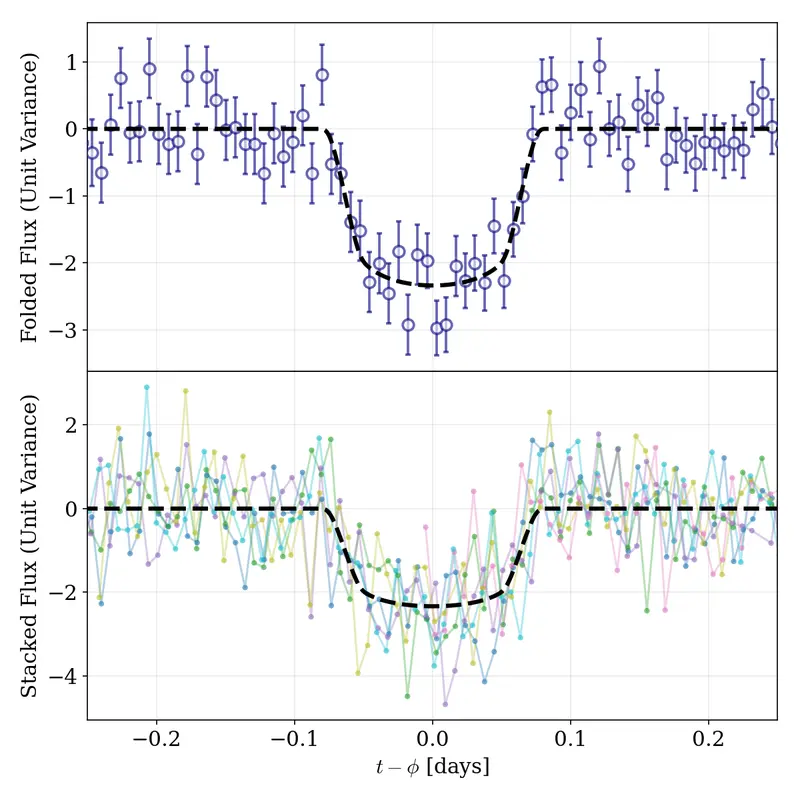 Folded Flux (Unit Variance)
1
0
−1
−2
−3
Stacked Flux (Unit Variance)
2
0
−2
−4
−0.2 −0.1 0.0 0.1 0.2
t − ϕ [days]